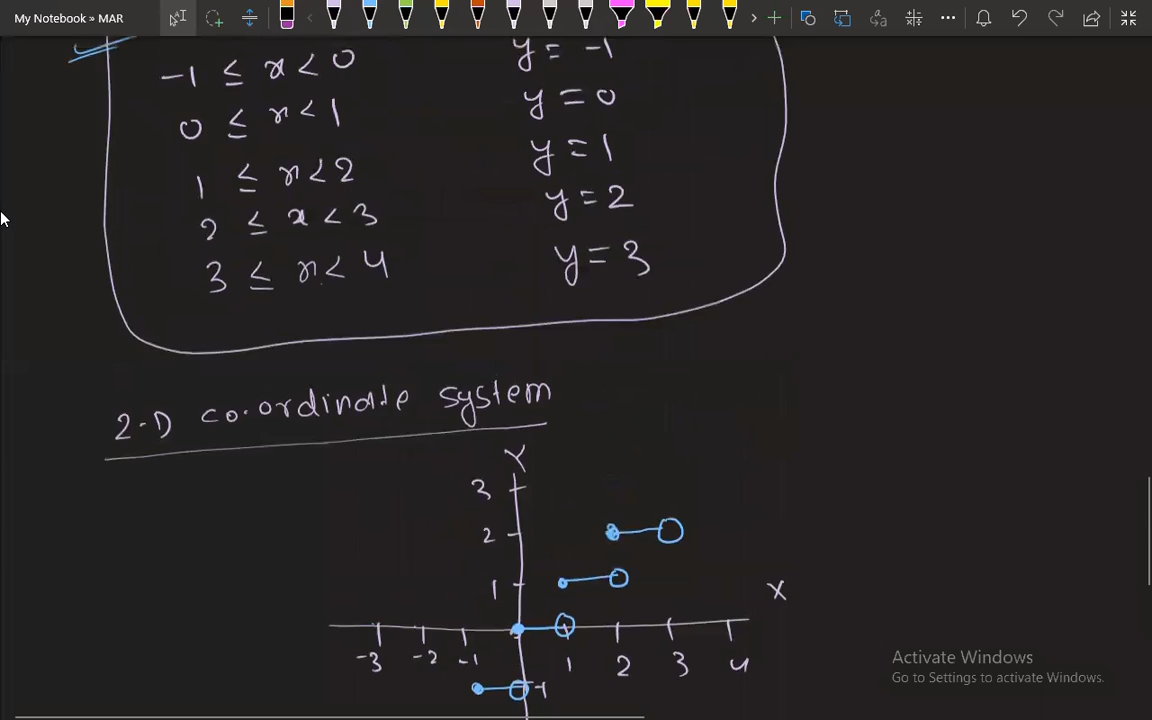 My Notebook » MAR
-1 ≤ x < 0 y = -1
0 ≤ x < 1 y = 0
1 ≤ x < 2 y = 1
2 ≤ x < 3 y = 2
3 ≤ x < 4 y = 3
2-D co-ordinate system
Y
3
2
1
X
-3 -2 -1 1 2 3 4
-1
Activate Windows
Go to Settings to activate Windows.